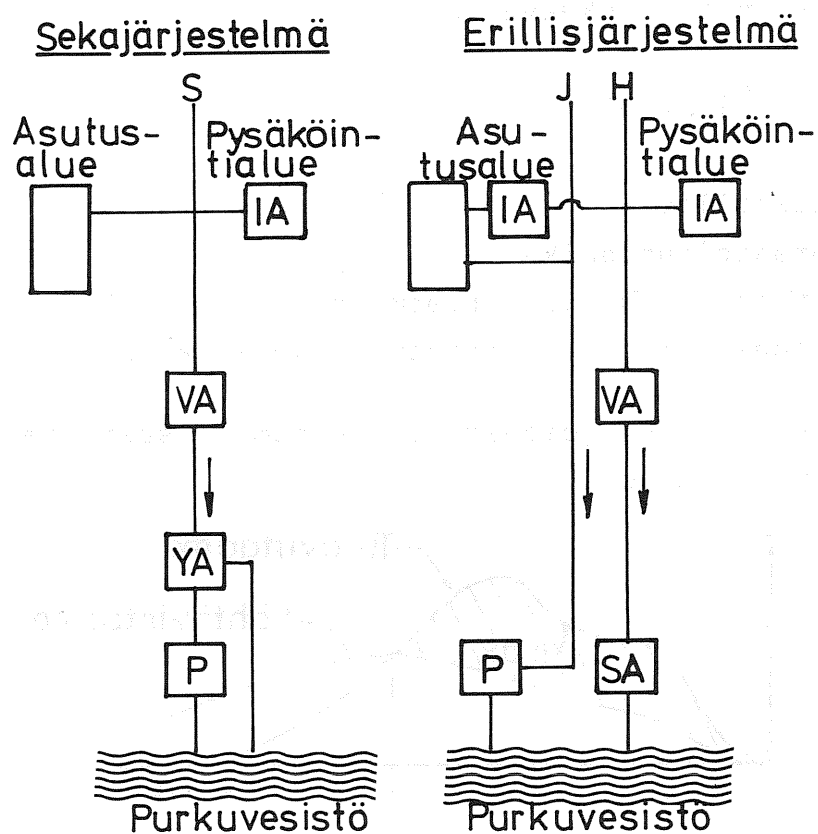 Sekajärjestelmä
S
Asutus-
alue
Pysäköin-
tialue
IA
VA
YA
P
Purkuvesistö
Erillisjärjestelmä
J H
Asu-
tusalue
Pysäköin-
tialue
IA
IA
VA
P
SA
Purkuvesistö